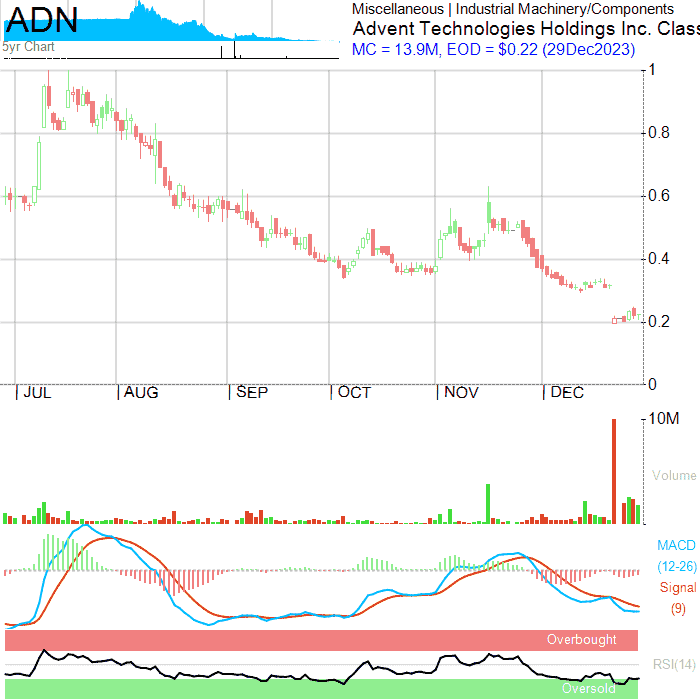 ADN
5yr Chart
Miscellaneous | Industrial Machinery/Components
Advent Technologies Holdings Inc. Class
MC = 13.9M, EOD = $0.22 (29Dec2023)
1
0.8
0.6
0.4
0.2
0
JUL AUG SEP OCT NOV DEC
10M
Volume
MACD
(12-26)
Signal
(9)
Overbought
RSI(14)
Oversold